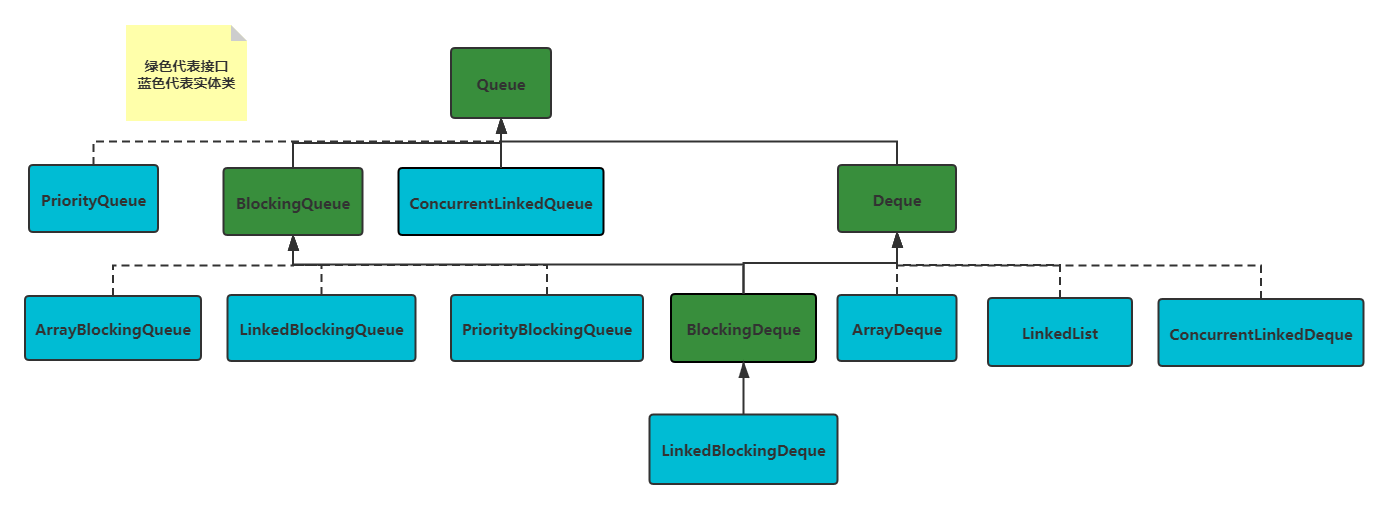 绿色代表接口
蓝色代表实体类
Queue
PriorityQueue
BlockingQueue
ConcurrentLinkedQueue
Deque
ArrayBlockingQueue
LinkedBlockingQueue
PriorityBlockingQueue
BlockingDeque
ArrayDeque
LinkedList
ConcurrentLinkedDeque
LinkedBlockingDeque